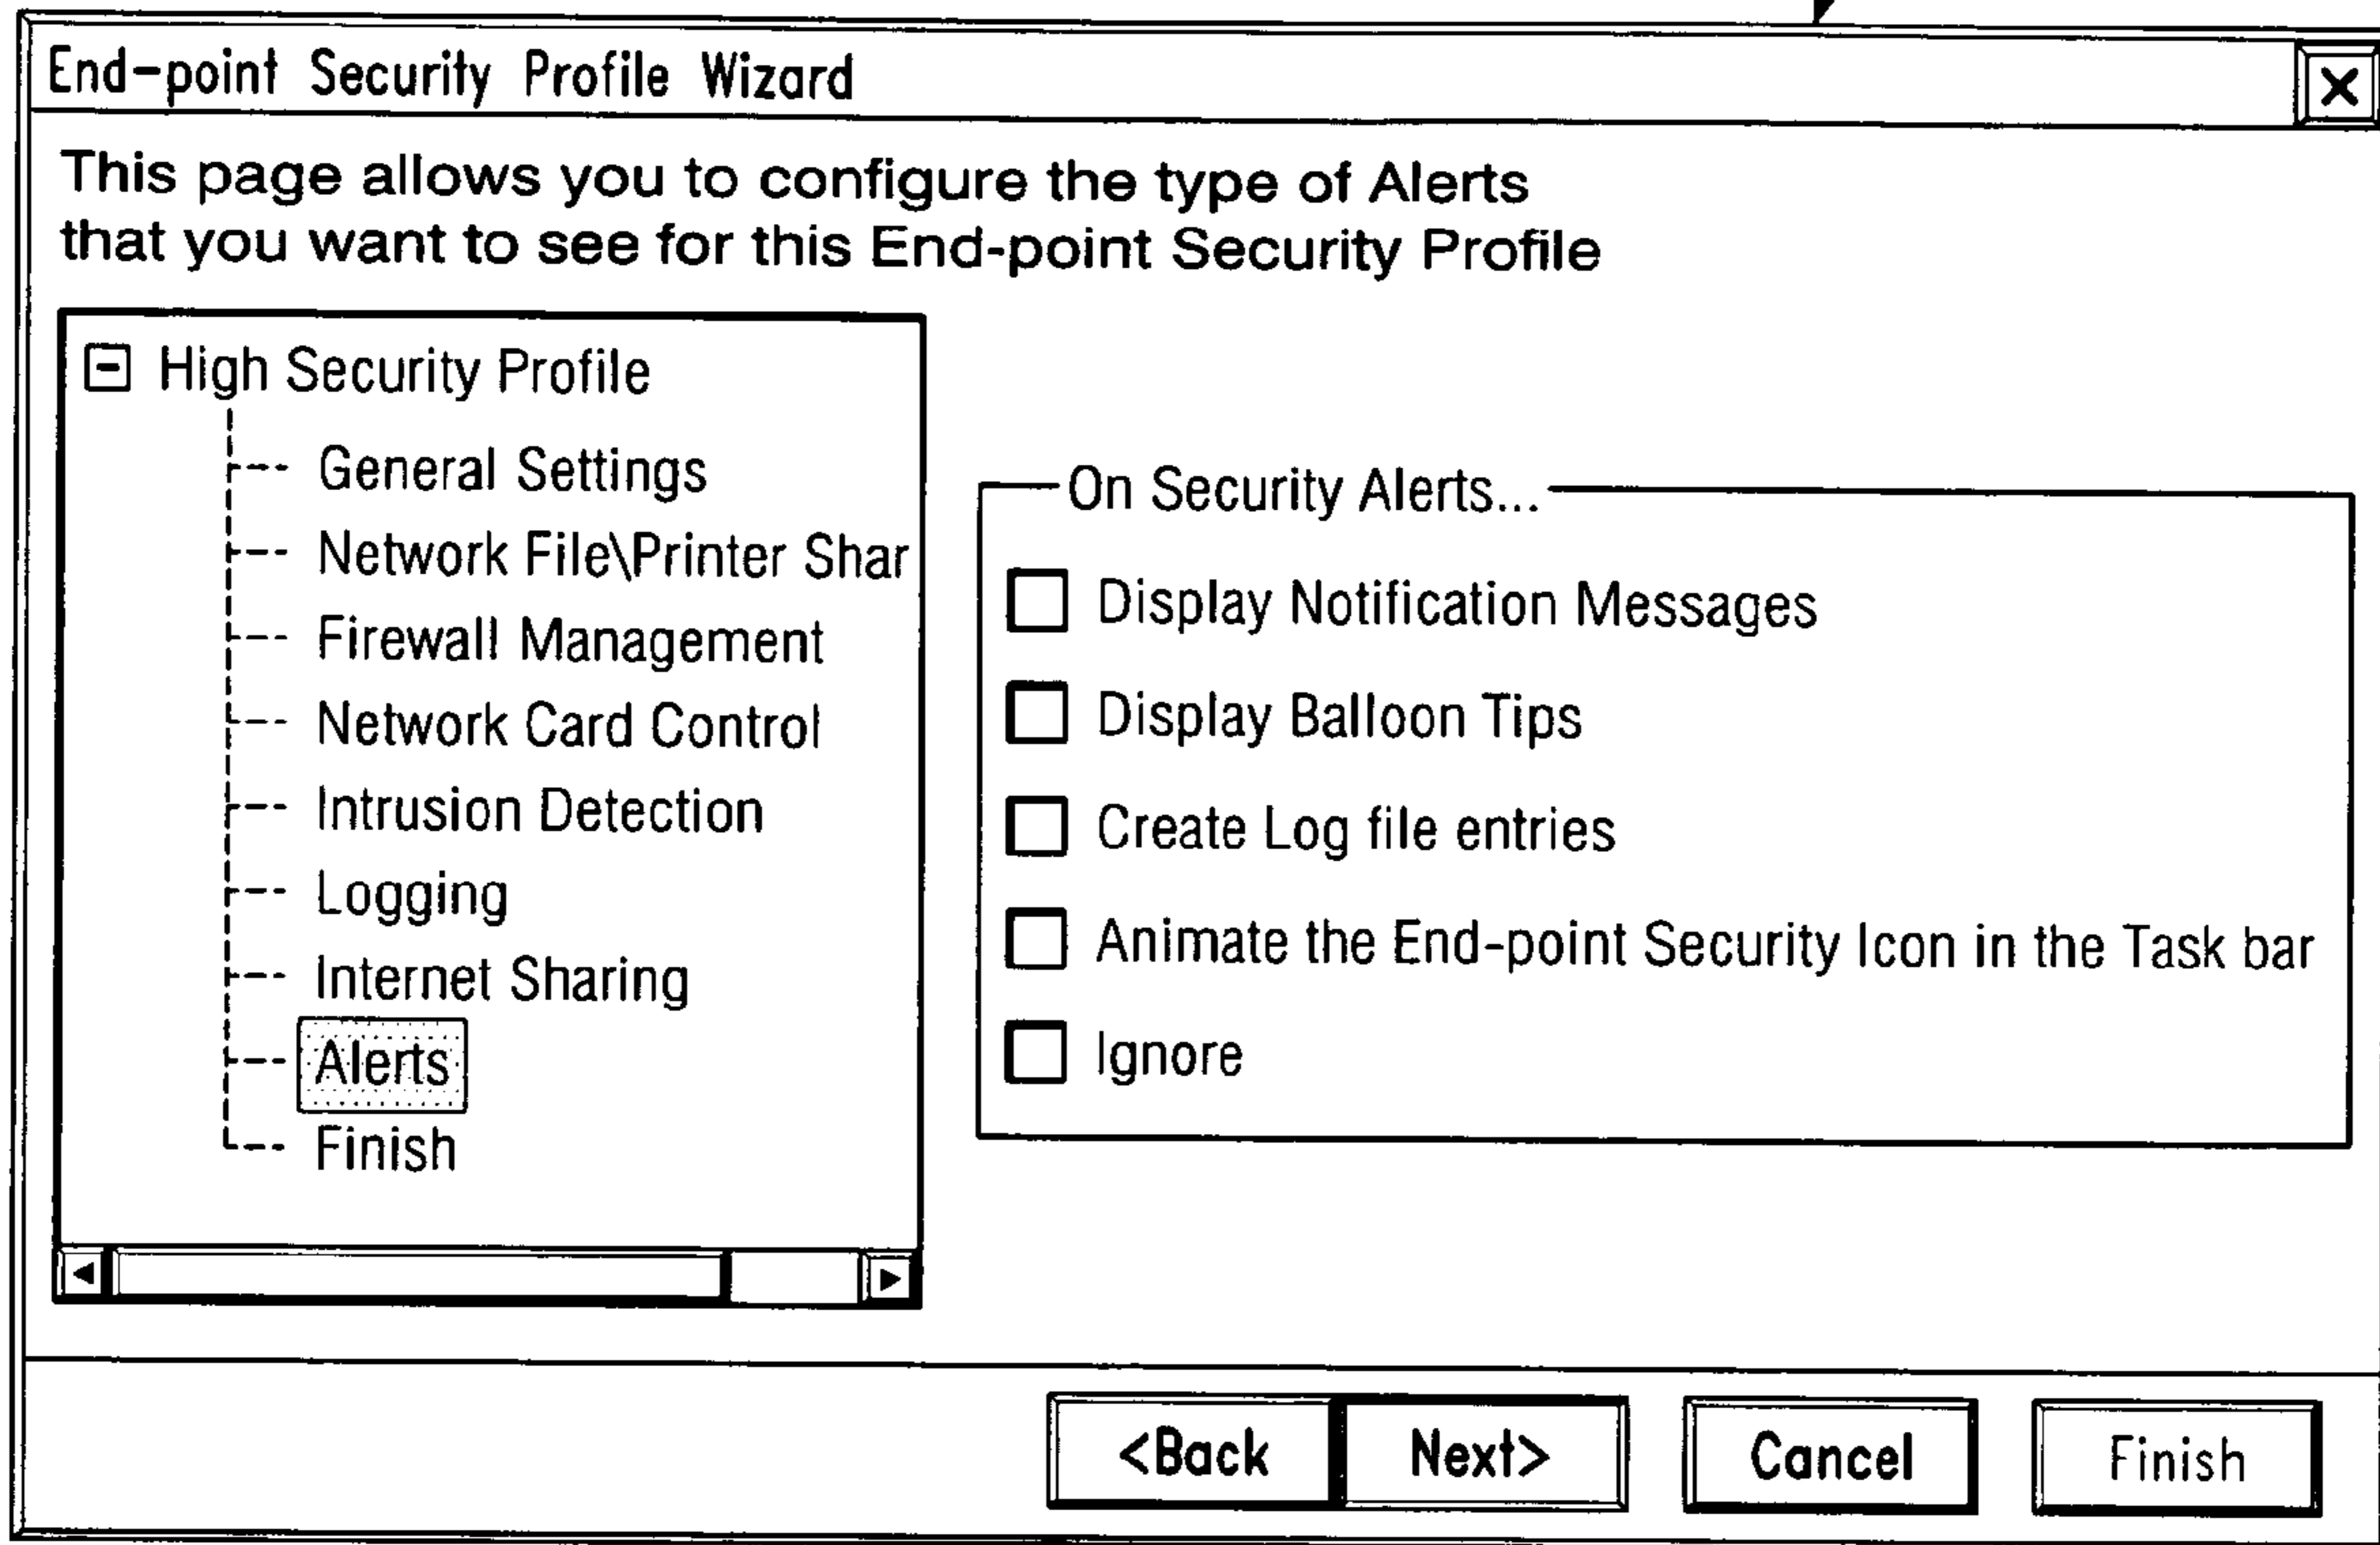 End-point Security Profile Wizard
This page allows you to configure the type of Alerts
that you want to see for this End-point Security Profile
High Security Profile
General Settings
Network File\Printer Shar
Firewall Management
Network Card Control
Intrusion Detection
Logging
Internet Sharing
Alerts
Finish
On Security Alerts...
Display Notification Messages
Display Balloon Tips
Create Log file entries
Animate the End-point Security Icon in the Task bar
Ignore
<Back
Next>
Cancel
Finish